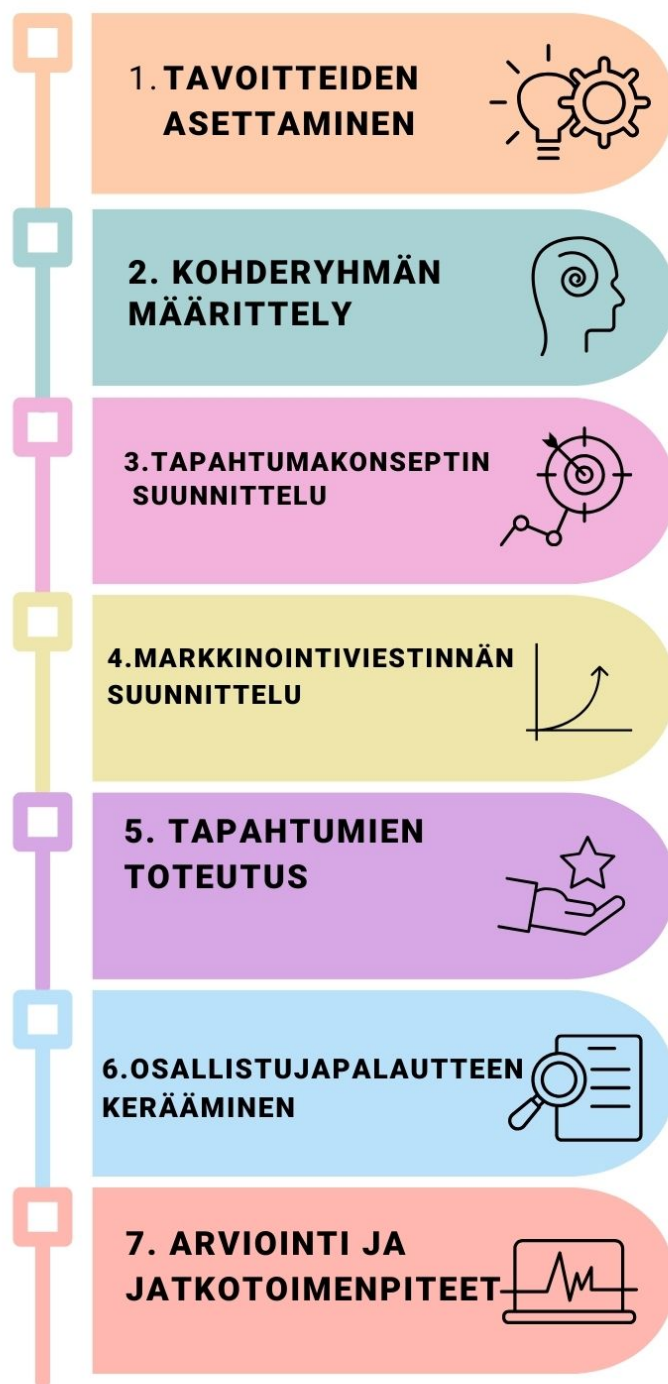 1. TAVOITTEIDEN
ASETTAMINEN
2. KOHDERYHMÄN
MÄÄRITTELY
3.TAPAHTUMAKONSEPTIN
SUUNNITTELU
4.MARKKINOINTIVIESTINNÄN
SUUNNITTELU
5. TAPAHTUMIEN
TOTEUTUS
6.OSALLISTUJAPALAUTTEEN
KERÄÄMINEN
7. ARVIOINTI JA
JATKOTOIMENPITEET